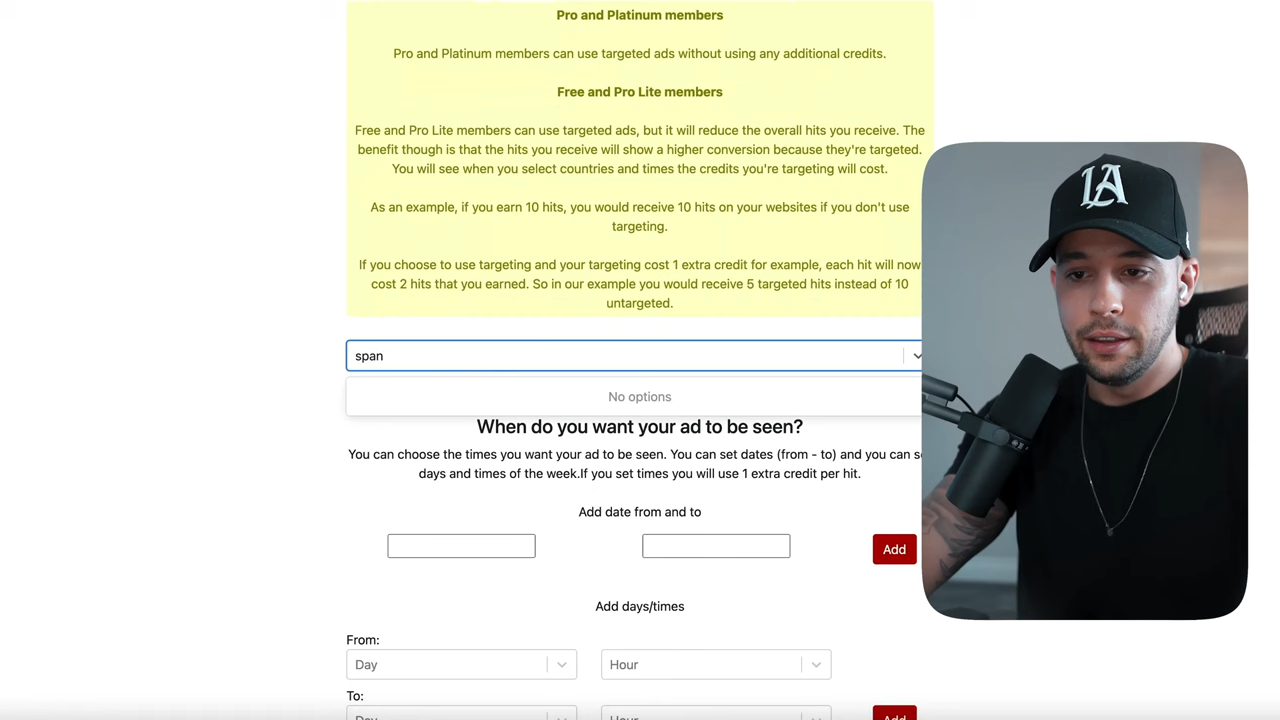 Pro and Platinum members
Pro and Platinum members can use targeted ads without using any additional credits.
Free and Pro Lite members
Free and Pro Lite members can use targeted ads, but it will reduce the overall hits you receive. The
benefit though is that the hits you receive will show a higher conversion because they're targeted.
You will see when you select countries and times the credits you're targeting will cost.
As an example, if you earn 10 hits, you would receive 10 hits on your websites if you don't use
targeting.
If you choose to use targeting and your targeting cost 1 extra credit for example, each hit will now
cost 2 hits that you earned. So in our example you would receive 5 targeted hits instead of 10
untargeted.
span
No options
When do you want your ad to be seen?
You can choose the times you want your ad to be seen. You can set dates (from - to) and you can
days and times of the week.If you set times you will use 1 extra credit per hit.
Add date from and to
Add
Add days/times
From:
Day Hour
To:
Day Hour Add
LA